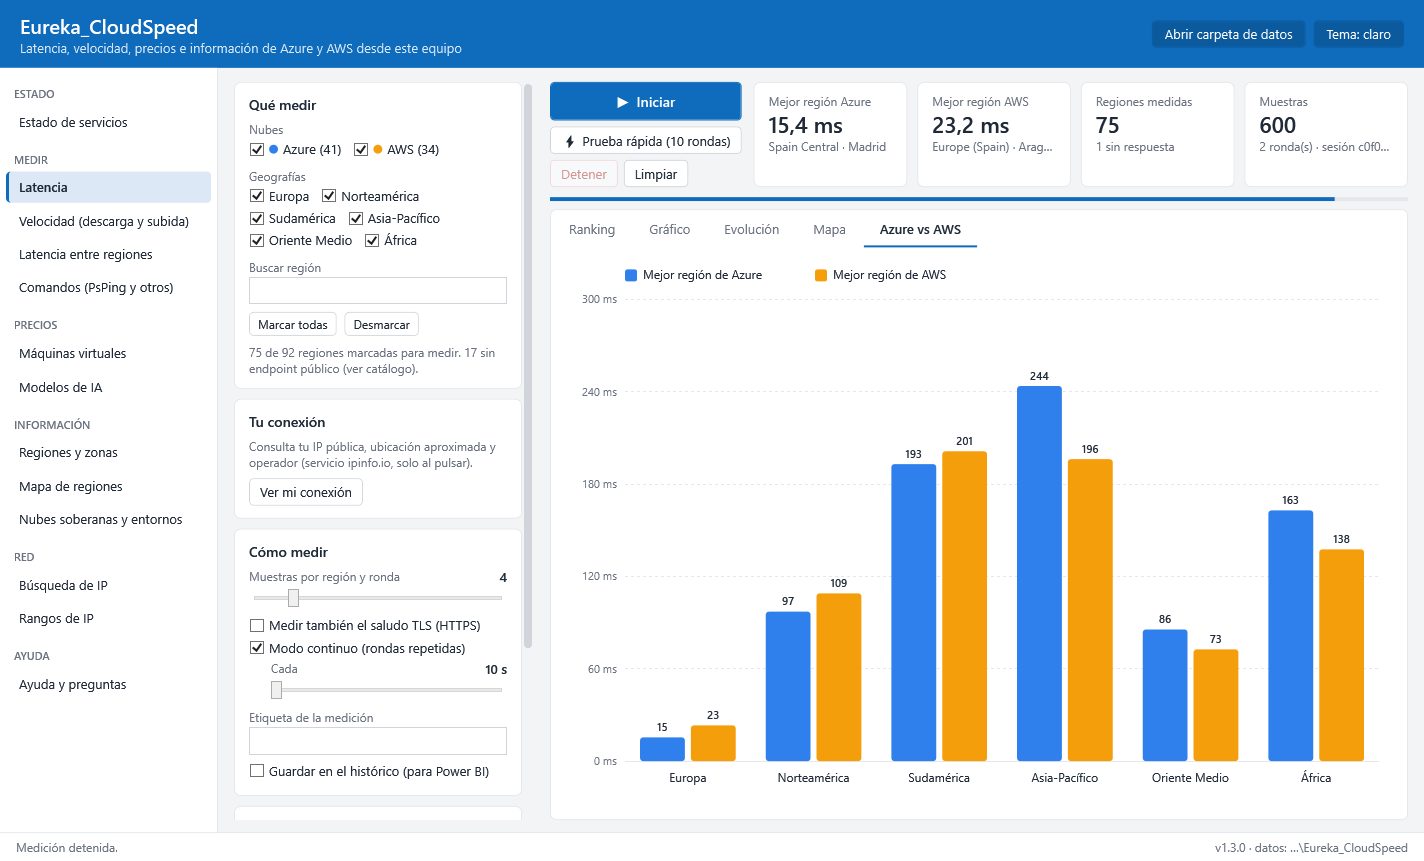 Eureka_CloudSpeed
Latencia, velocidad, precios e información de Azure y AWS desde este equipo
Abrir carpeta de datos
Tema: claro
ESTADO
Estado de servicios
MEDIR
Latencia
Velocidad (descarga y subida)
Latencia entre regiones
Comandos (PsPing y otros)
PRECIOS
Máquinas virtuales
Modelos de IA
INFORMACIÓN
Regiones y zonas
Mapa de regiones
Nubes soberanas y entornos
RED
Búsqueda de IP
Rangos de IP
AYUDA
Ayuda y preguntas
Qué medir
Nubes
Azure (41)
AWS (34)
Geografías
Europa
Norteamérica
Sudamérica
Asia-Pacífico
Oriente Medio
África
Buscar región
Marcar todas
Desmarcar
75 de 92 regiones marcadas para medir. 17 sin
endpoint público (ver catálogo).
Tu conexión
Consulta tu IP pública, ubicación aproximada y
operador (servicio ipinfo.io, solo al pulsar).
Ver mi conexión
Cómo medir
Muestras por región y ronda
4
Medir también el saludo TLS (HTTPS)
Modo continuo (rondas repetidas)
Cada
10 s
Etiqueta de la medición
Guardar en el histórico (para Power BI)
Iniciar
Prueba rápida (10 rondas)
Detener
Limpiar
Mejor región Azure
15,4 ms
Spain Central · Madrid
Mejor región AWS
23,2 ms
Europe (Spain) · Arag...
Regiones medidas
75
1 sin respuesta
Muestras
600
2 ronda(s) · sesión c0f0...
Ranking
Gráfico
Evolución
Mapa
Azure vs AWS
Mejor región de Azure
Mejor región de AWS
300 ms
240 ms
180 ms
120 ms
60 ms
0 ms
15
23
97
109
193
201
244
196
86
73
163
138
Europa
Norteamérica
Sudamérica
Asia-Pacífico
Oriente Medio
África
Medición detenida.
v1.3.0 · datos: ...\Eureka_CloudSpeed